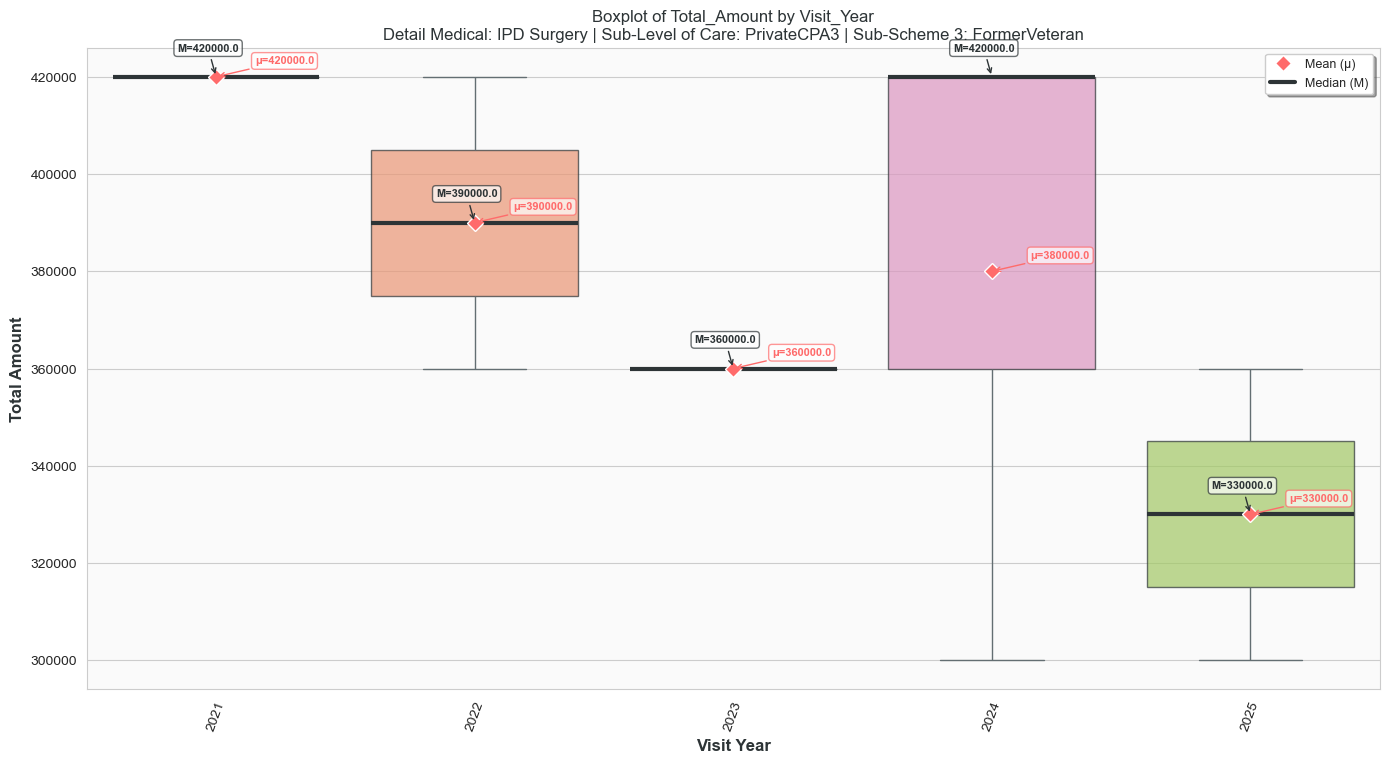 Boxplot of Total_Amount by Visit_Year
Detail Medical: IPD Surgery | Sub-Level of Care: PrivateCPA3 | Sub-Scheme 3: FormerVeteran
M=420000.0
μ=420000.0
M=390000.0
μ=390000.0
M=360000.0
μ=360000.0
M=420000.0
μ=380000.0
M=330000.0
μ=330000.0
Mean (μ)
Median (M)
Total Amount
420000
400000
380000
360000
340000
320000
300000
2021
2022
2023
2024
2025
Visit Year